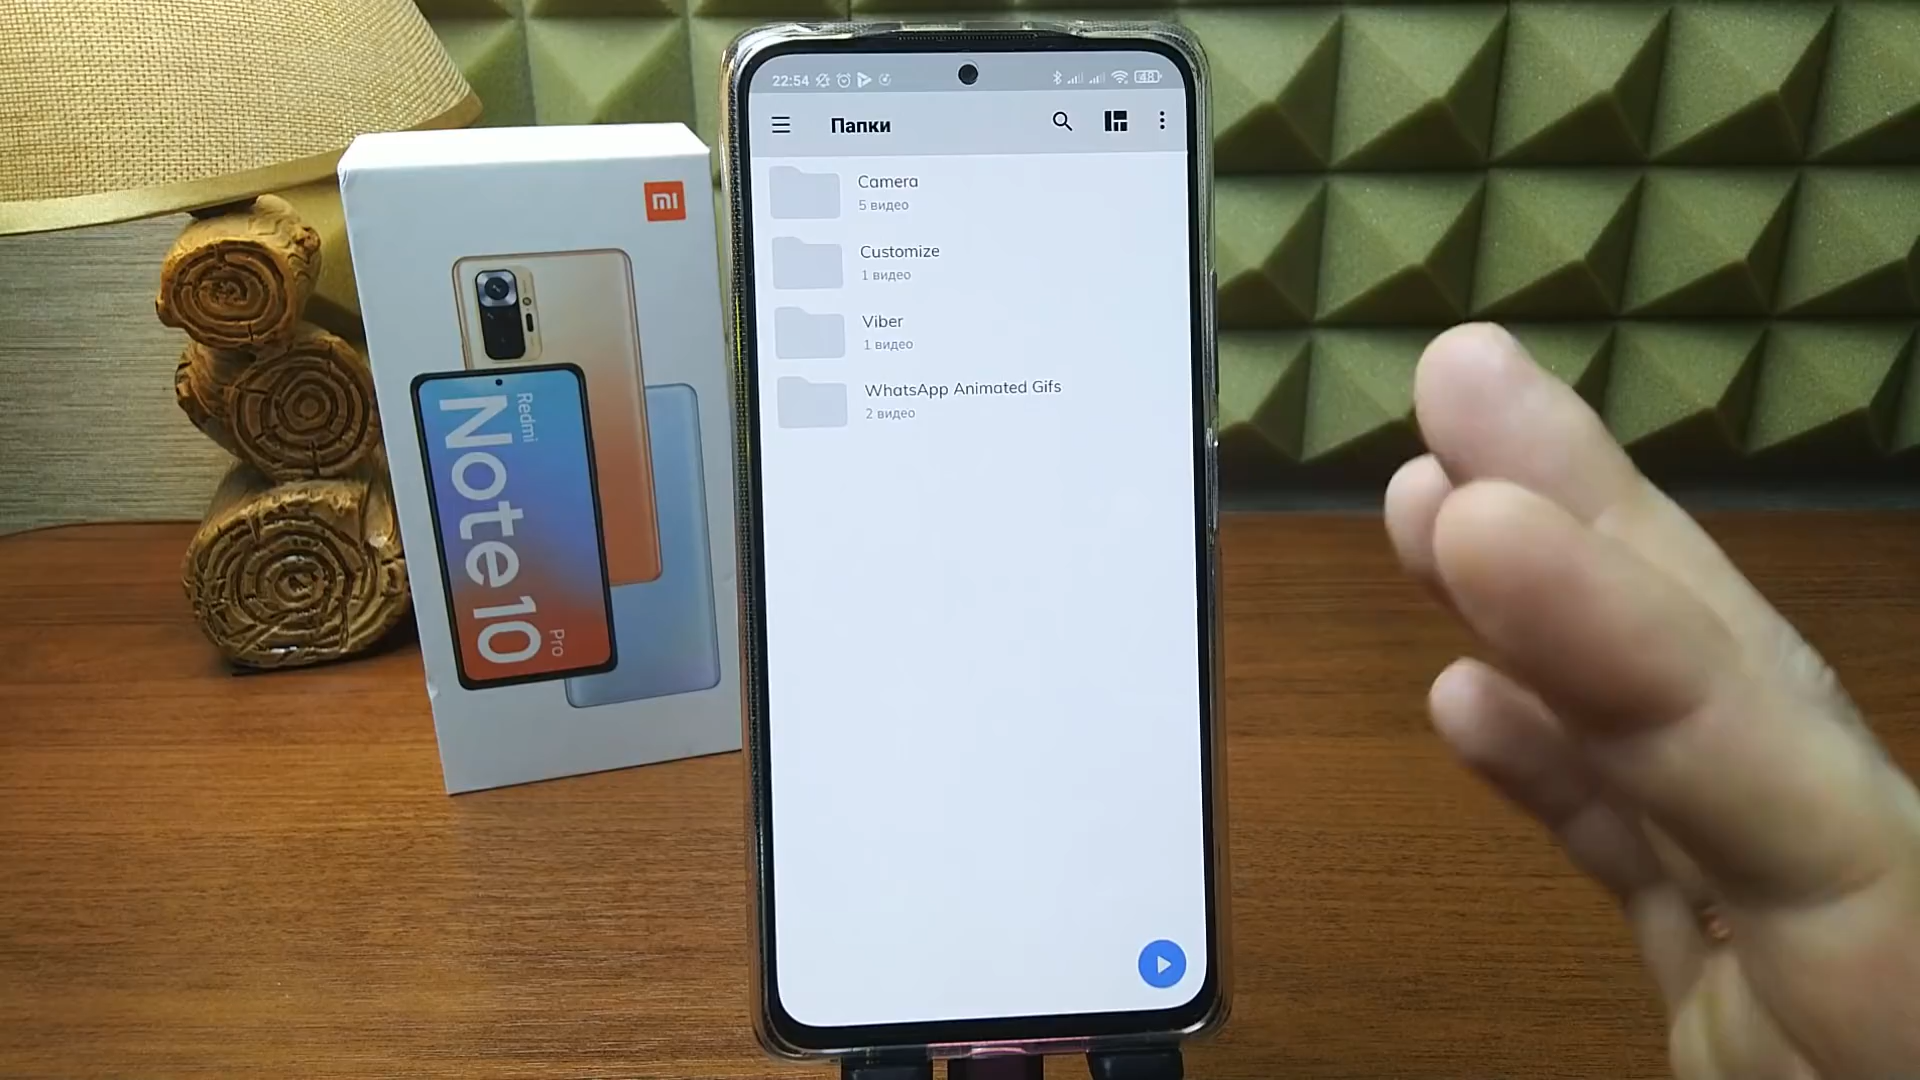 22:54
48
Папки
Camera
5 видео
Customize
1 видео
Viber
1 видео
WhatsApp Animated Gifs
2 видео
mi
Redmi
Note 10
Pro